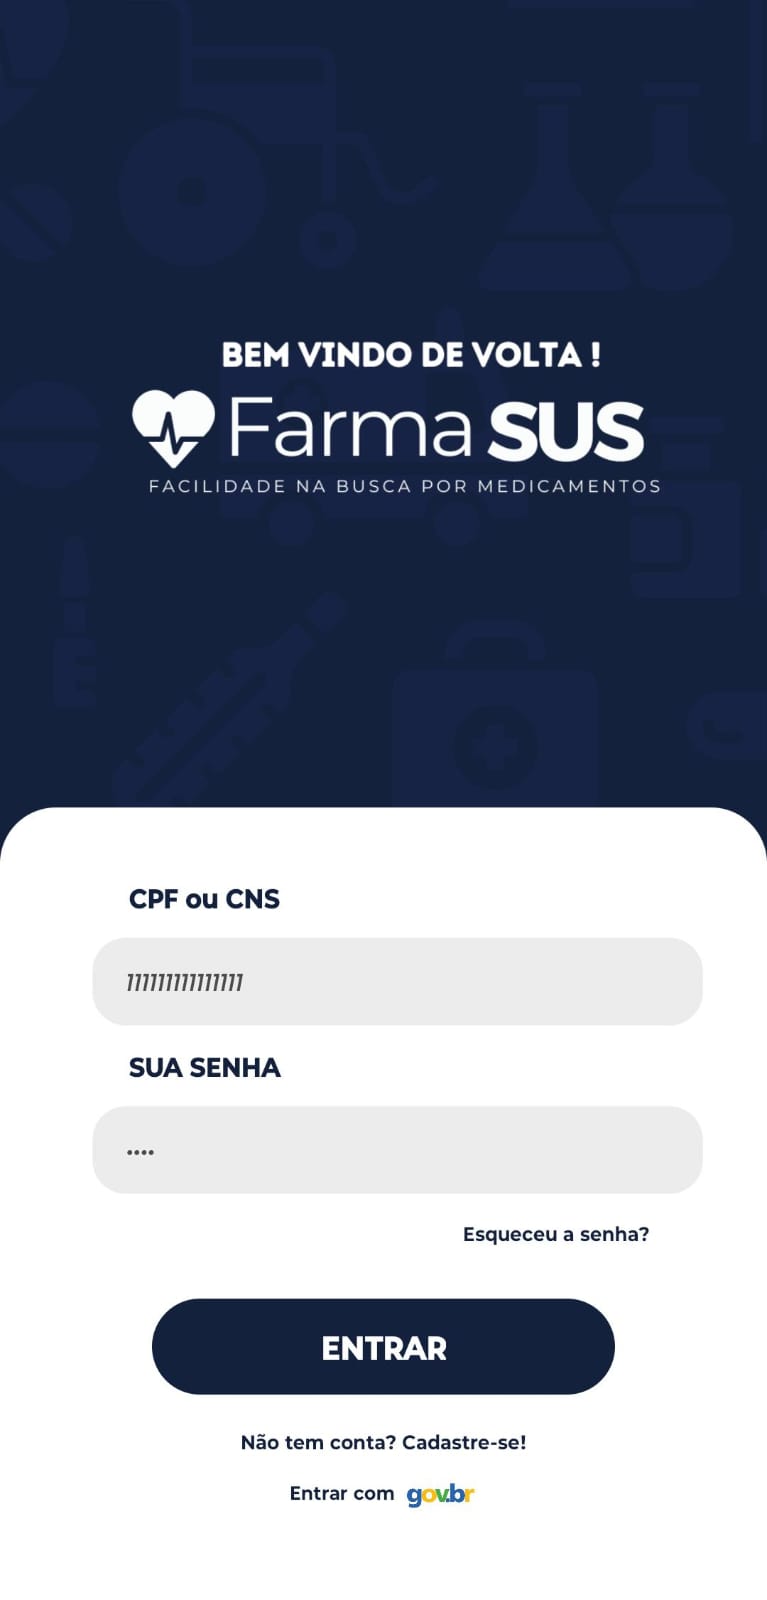 BEM VINDO DE VOLTA !
Farma SUS
FACILIDADE NA BUSCA POR MEDICAMENTOS
CPF ou CNS
111111111111111
SUA SENHA
••••
Esqueceu a senha?
ENTRAR
Não tem conta? Cadastre-se!
Entrar com gov.br